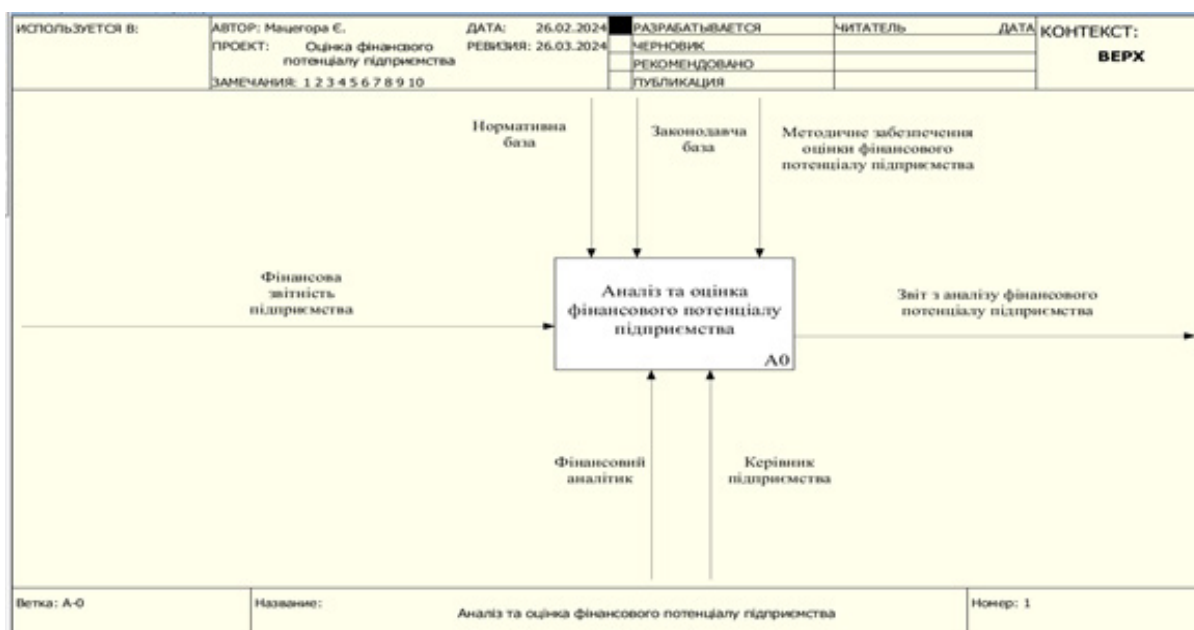 ИСПОЛЬЗУЕТСЯ В:
АВТОР: Мацегора Є.
ДАТА: 26.02.2024
РАЗРАБАТЫВАЕТСЯ
ЧИТАТЕЛЬ
ДАТА
КОНТЕКСТ:
ПРОЕКТ: Оцінка фінансвого
потенціалу підприємства
РЕВИЗИЯ: 26.03.2024
ЧЕРНОВИК
ВЕРХ
РЕКОМЕНДОВАНО
ЗАМЕЧАНИЯ: 1 2 3 4 5 6 7 8 9 10
ПУБЛИКАЦИЯ
Нормативна
база
Законодавча
база
Методичне забезпечення
оцінки фінансового
потенціалу підприємства
Фінансова
звітність
підприємства
Аналіз та оцінка
фінансового потенціалу
підприємства
A0
Звіт з аналізу фінансового
потенціалу підприємства
Фінансовий
аналітик
Керівник
підприємства
Ветка: A-0
Название:
Аналіз та оцінка фінансового потенціалу підприємства
Номер: 1